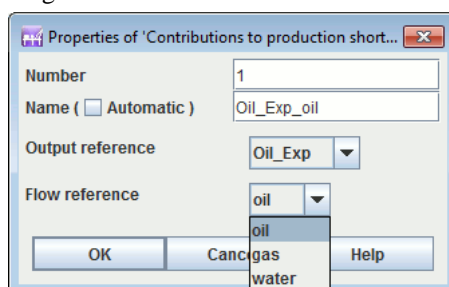 Properties of 'Contributions to production short...
Number 1
Name ( Automatic ) Oil_Exp_oil
Output reference Oil_Exp
Flow reference oil
oil
OK gas Help
water